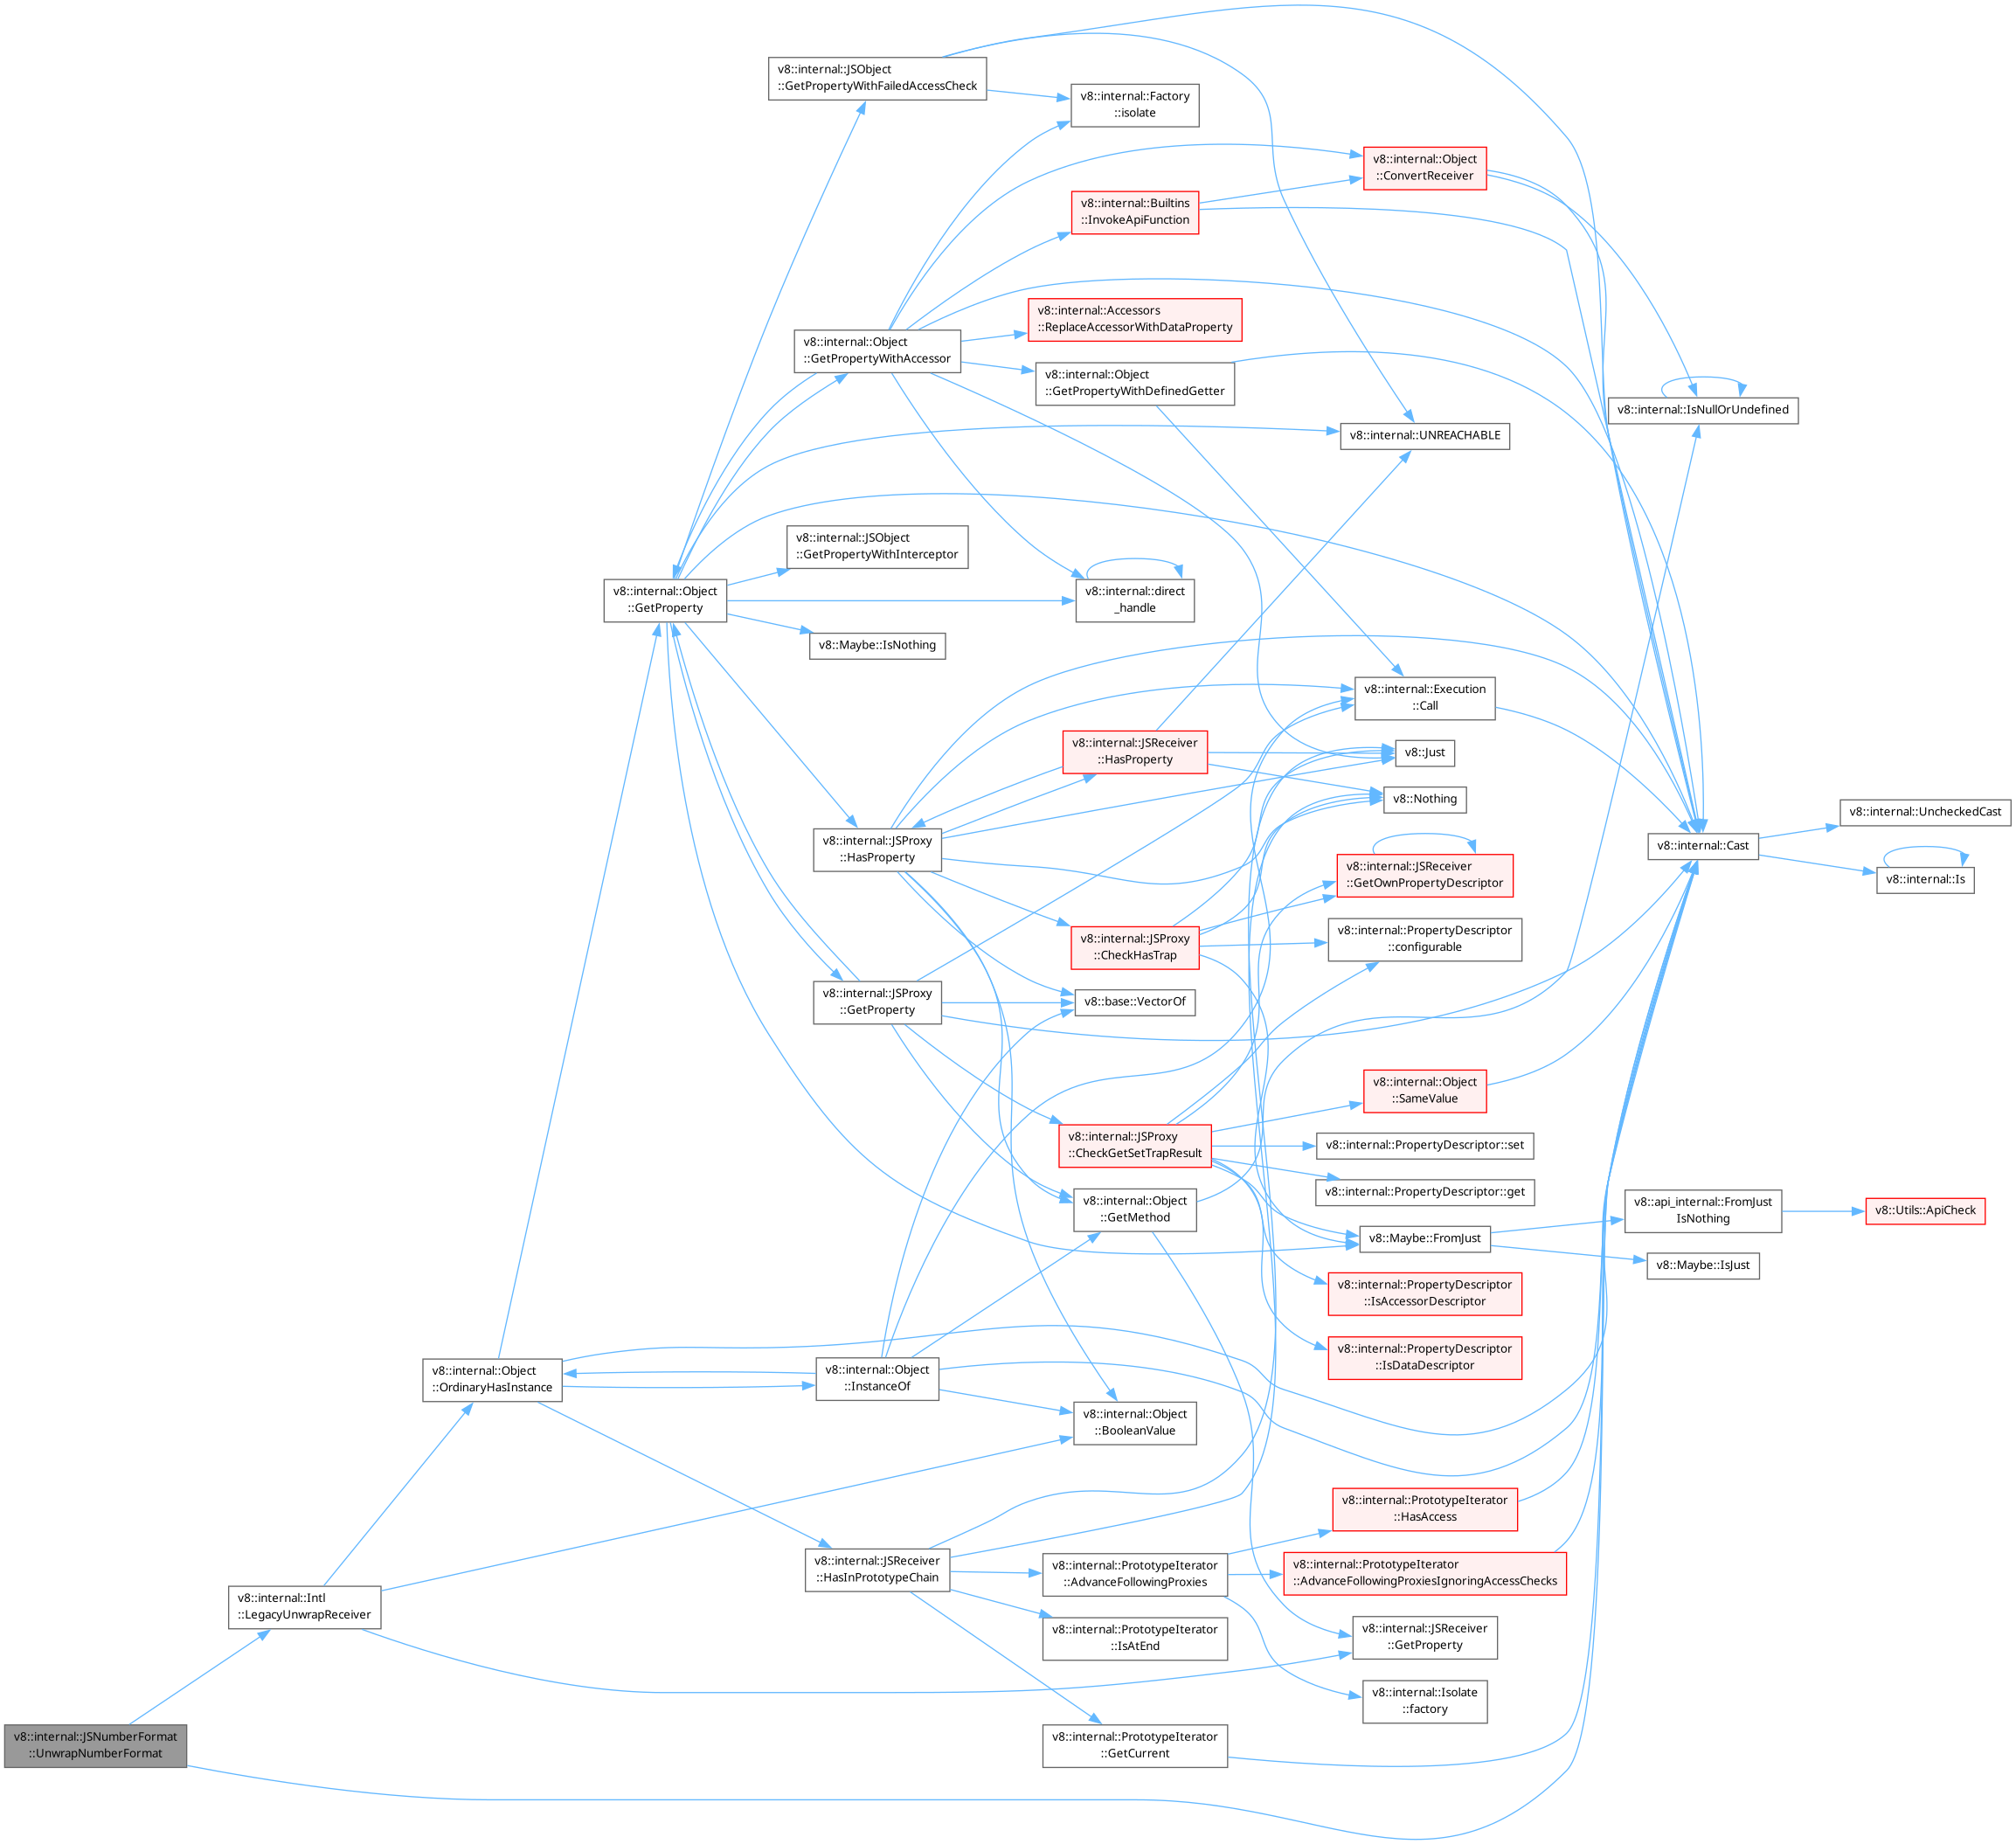 v8::internal::JSObject
::GetPropertyWithFailedAccessCheck
v8::internal::Factory
::isolate
v8::internal::Object
::ConvertReceiver
v8::internal::Builtins
::InvokeApiFunction
v8::internal::Accessors
::ReplaceAccessorWithDataProperty
v8::internal::Object
::GetPropertyWithAccessor
v8::internal::Object
::GetPropertyWithDefinedGetter
v8::internal::IsNullOrUndefined
v8::internal::UNREACHABLE
v8::internal::JSObject
::GetPropertyWithInterceptor
v8::internal::Object
::GetProperty
v8::internal::direct
_handle
v8::Maybe::IsNothing
v8::internal::Execution
::Call
v8::internal::JSReceiver
::HasProperty
v8::Just
v8::Nothing
v8::internal::UncheckedCast
v8::internal::JSProxy
::HasProperty
v8::internal::Cast
v8::internal::JSReceiver
::GetOwnPropertyDescriptor
v8::internal::Is
v8::internal::JSProxy
::CheckHasTrap
v8::internal::PropertyDescriptor
::configurable
v8::internal::JSProxy
::GetProperty
v8::base::VectorOf
v8::internal::Object
::SameValue
v8::internal::JSProxy
::CheckGetSetTrapResult
v8::internal::PropertyDescriptor::set
v8::internal::PropertyDescriptor::get
v8::internal::Object
::GetMethod
v8::api_internal::FromJust
IsNothing
v8::Utils::ApiCheck
v8::Maybe::FromJust
v8::Maybe::IsJust
v8::internal::PropertyDescriptor
::IsAccessorDescriptor
v8::internal::PropertyDescriptor
::IsDataDescriptor
v8::internal::Object
::OrdinaryHasInstance
v8::internal::Object
::InstanceOf
v8::internal::Object
::BooleanValue
v8::internal::PrototypeIterator
::HasAccess
v8::internal::JSReceiver
::HasInPrototypeChain
v8::internal::PrototypeIterator
::AdvanceFollowingProxies
v8::internal::PrototypeIterator
::AdvanceFollowingProxiesIgnoringAccessChecks
v8::internal::Intl
::LegacyUnwrapReceiver
v8::internal::PrototypeIterator
::IsAtEnd
v8::internal::JSReceiver
::GetProperty
v8::internal::Isolate
::factory
v8::internal::JSNumberFormat
::UnwrapNumberFormat
v8::internal::PrototypeIterator
::GetCurrent